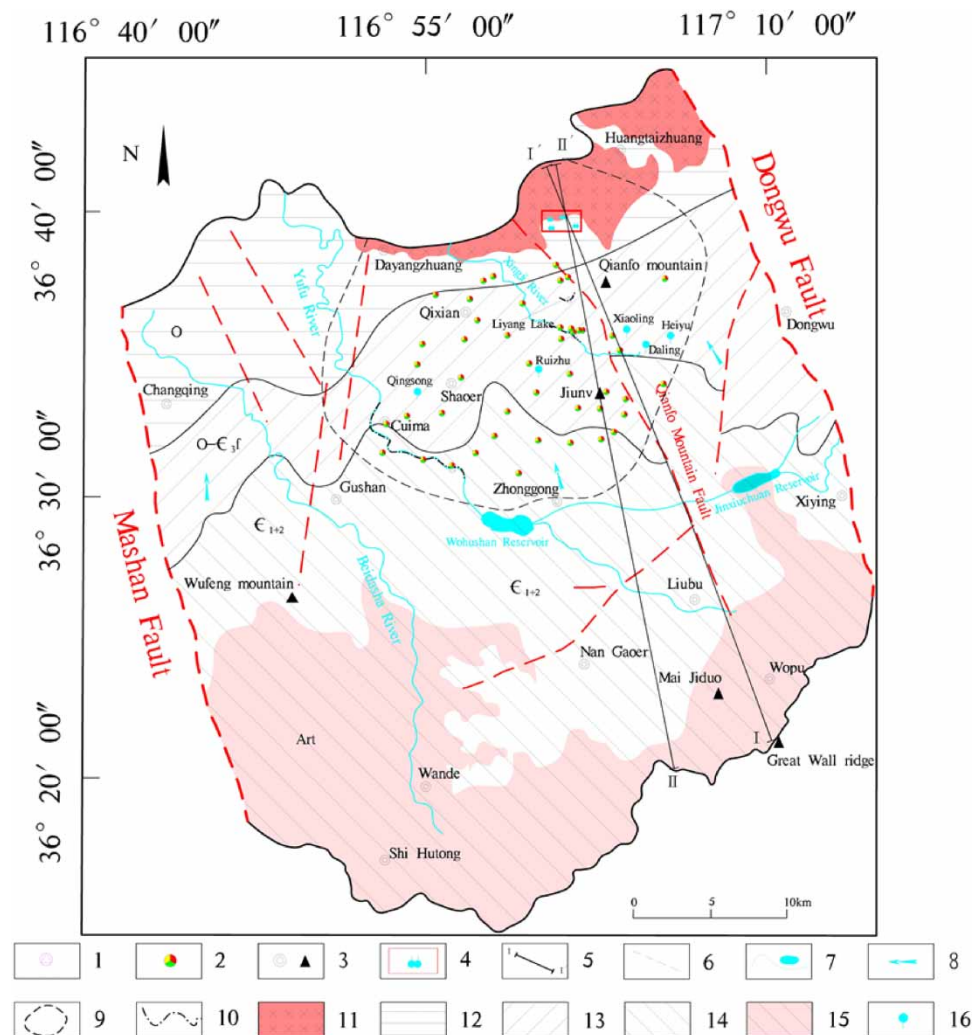 116° 40′ 00″
116° 55′ 00″
117° 10′ 00″
N
36° 40′ 00″
36° 30′ 00″
36° 20′ 00″
I′
II′
Huangtaizhuang
Dongwu Fault
Dayangzhuang
Qianfo mountain
Yufu River
Qixian
Xiaoling
Heiyu
Dongwu
O
Liyang Lake
Daling
Ruizhu
Changqing
Qingsong
Shaoer
Jiunv
Cuima
Qianfo Mountain Fault
O—Є₃f
Gushan
Zhonggong
Jinxiuchuan Reservoir
Xiying
Є₁₊₂
Wohushan Reservoir
Mashan Fault
Wufeng mountain
Beidasha River
Є₁₊₂
Liubu
Nan Gaoer
Mai Jiduo
Wopu
Art
I
Great Wall ridge
Wande
II
Shi Hutong
0 5 10km
1 2 3 4 I I 5 6 7 8
9 10 11 12 13 14 15 16